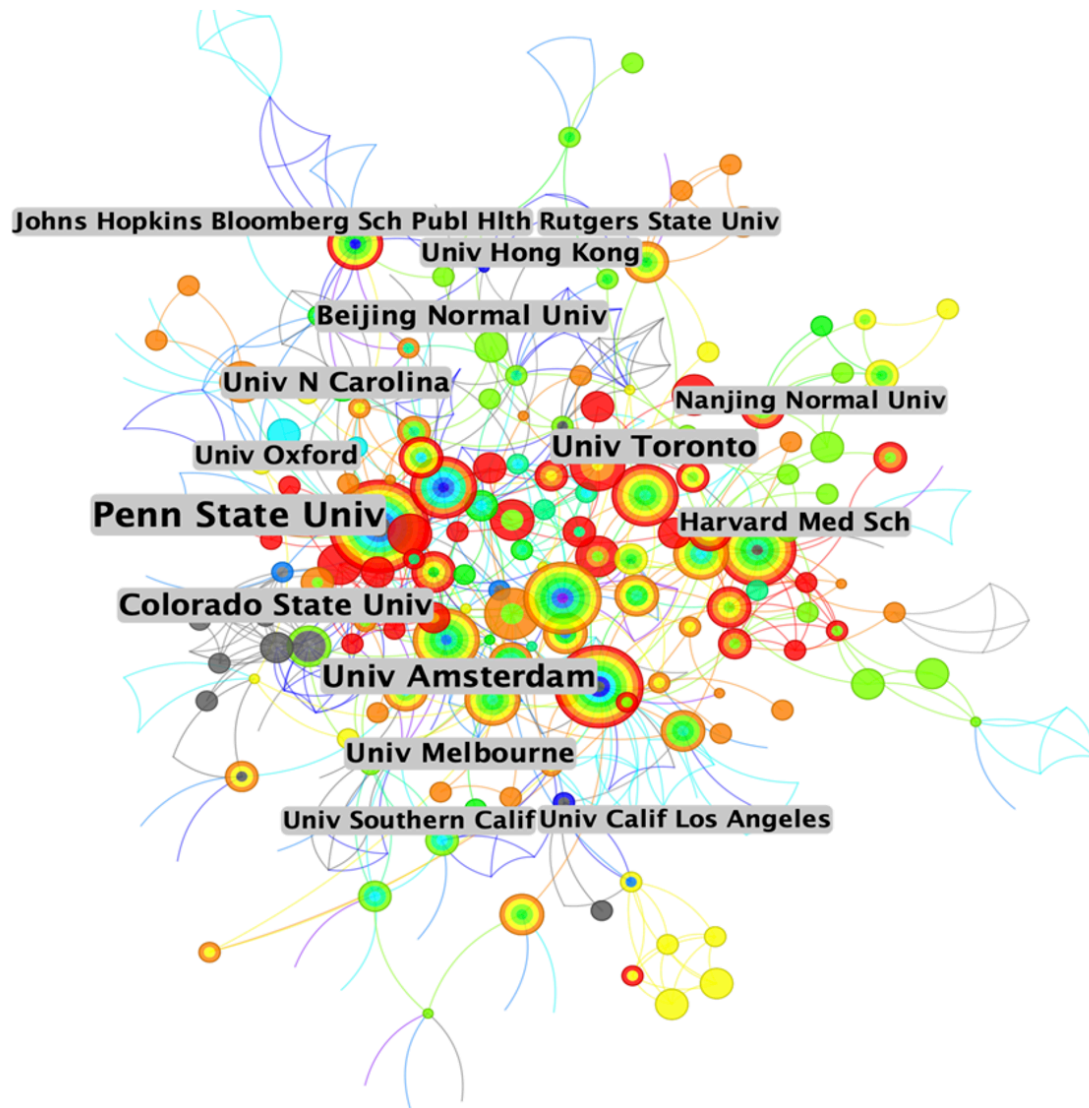 Johns Hopkins Bloomberg Sch Publ Hlth
Rutgers State Univ
Univ Hong Kong
Beijing Normal Univ
Univ N Carolina
Nanjing Normal Univ
Univ Oxford
Univ Toronto
Penn State Univ
Harvard Med Sch
Colorado State Univ
Univ Amsterdam
Univ Melbourne
Univ Southern Calif
Univ Calif Los Angeles